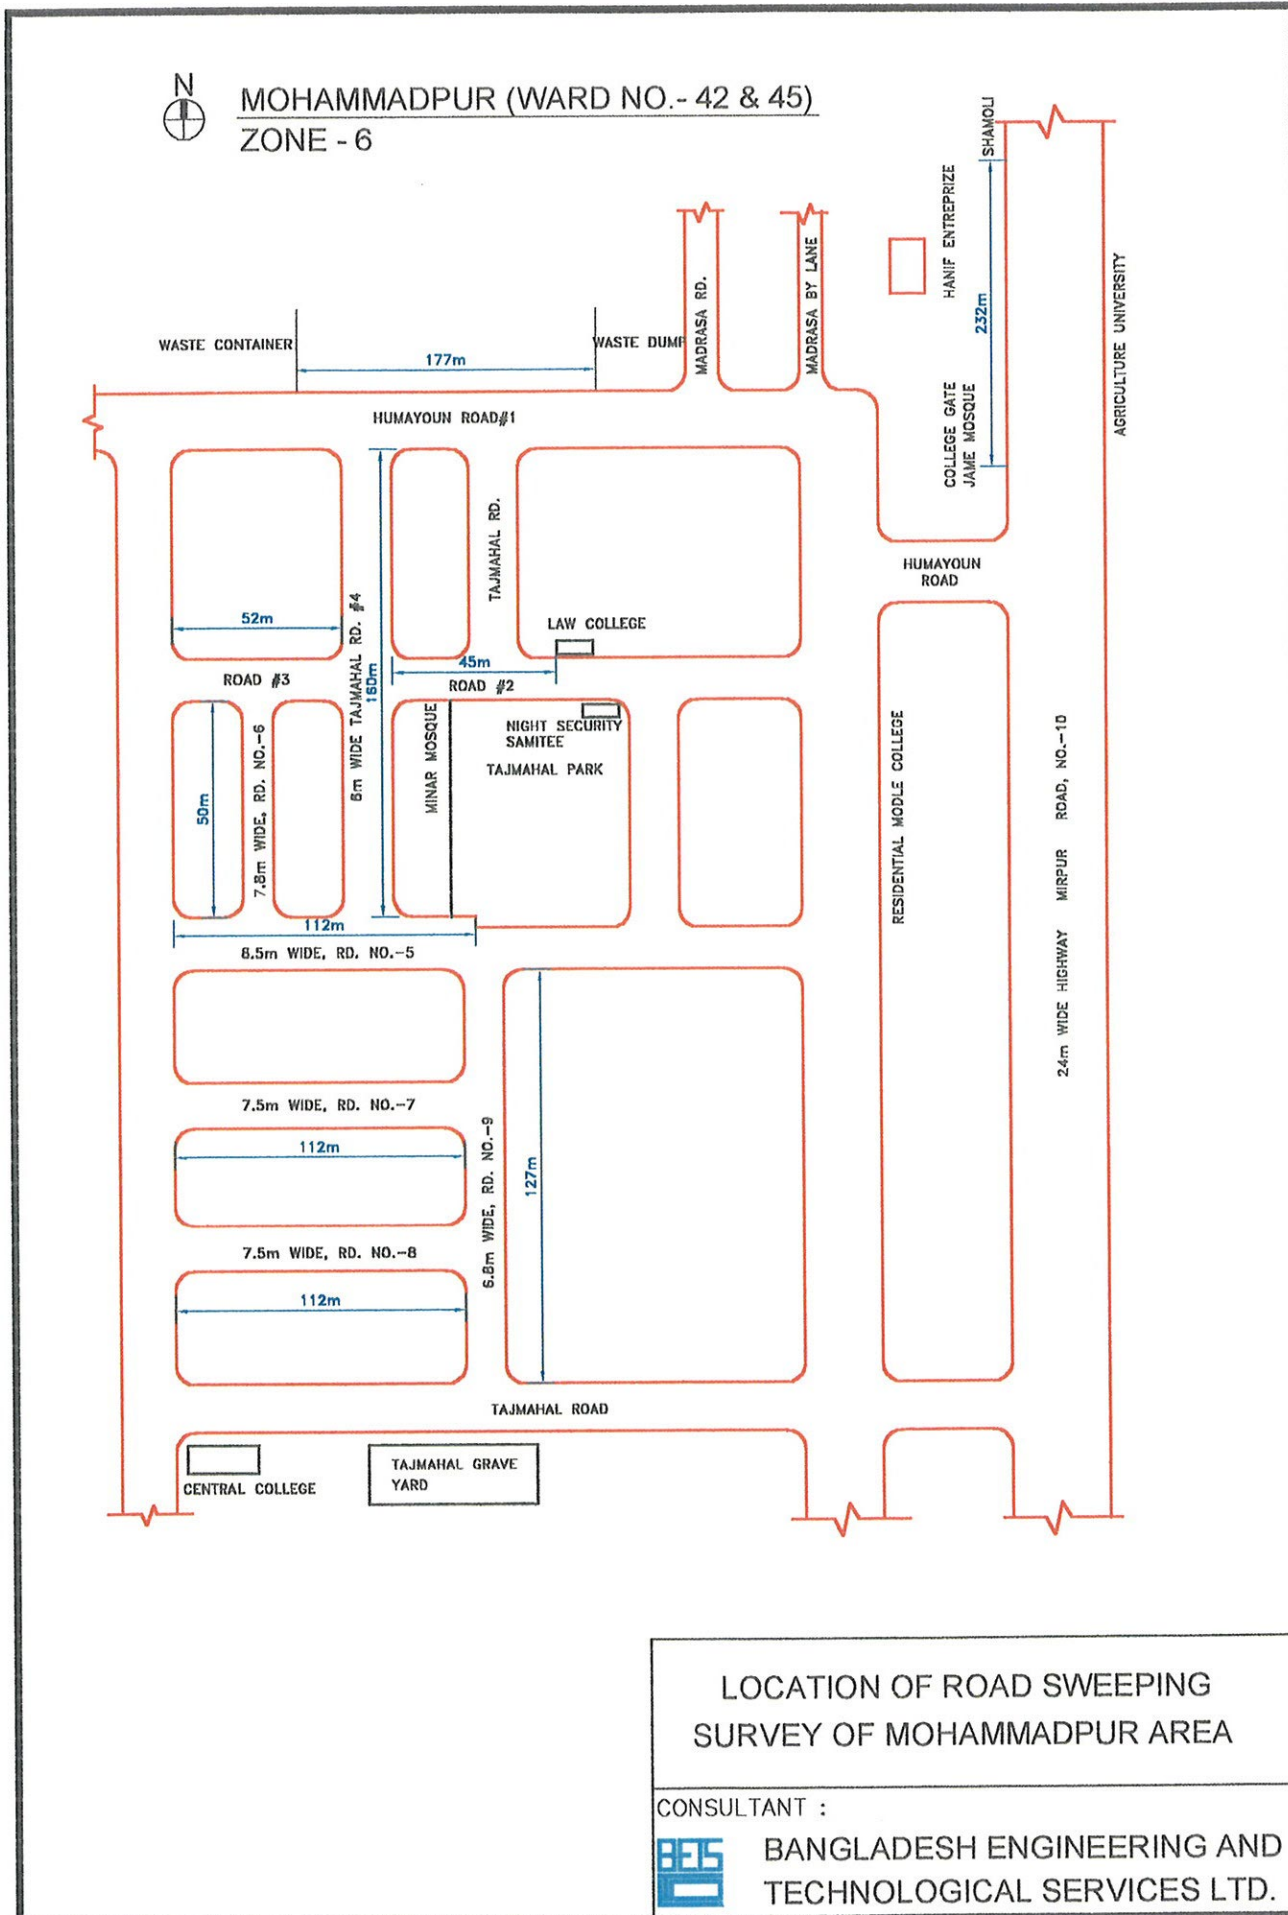 N
MOHAMMADPUR (WARD NO.- 42 & 45)
ZONE - 6
SHAMOLI
HANIF ENTREPRIZE
232m
AGRICULTURE UNIVERSITY
MADRASA RD.
MADRASA BY LANE
WASTE CONTAINER
WASTE DUMP
177m
COLLEGE GATE
JAME MOSQUE
HUMAYOUN ROAD#1
TAJMAHAL RD.
HUMAYOUN
ROAD
52m
6m WIDE TAJMAHAL RD. #4
160m
LAW COLLEGE
45m
ROAD #3
ROAD #2
MINAR MOSQUE
NIGHT SECURITY
SAMITEE
TAJMAHAL PARK
50m
7.8m WIDE, RD. NO.-6
RESIDENTIAL MODLE COLLEGE
24m WIDE HIGHWAY MIRPUR ROAD, NO.-10
112m
8.5m WIDE, RD. NO.-5
7.5m WIDE, RD. NO.-7
112m
6.8m WIDE, RD. NO.-9
127m
7.5m WIDE, RD. NO.-8
112m
TAJMAHAL ROAD
CENTRAL COLLEGE
TAJMAHAL GRAVE
YARD
LOCATION OF ROAD SWEEPING
SURVEY OF MOHAMMADPUR AREA
CONSULTANT :
BETS
BANGLADESH ENGINEERING AND
TECHNOLOGICAL SERVICES LTD.